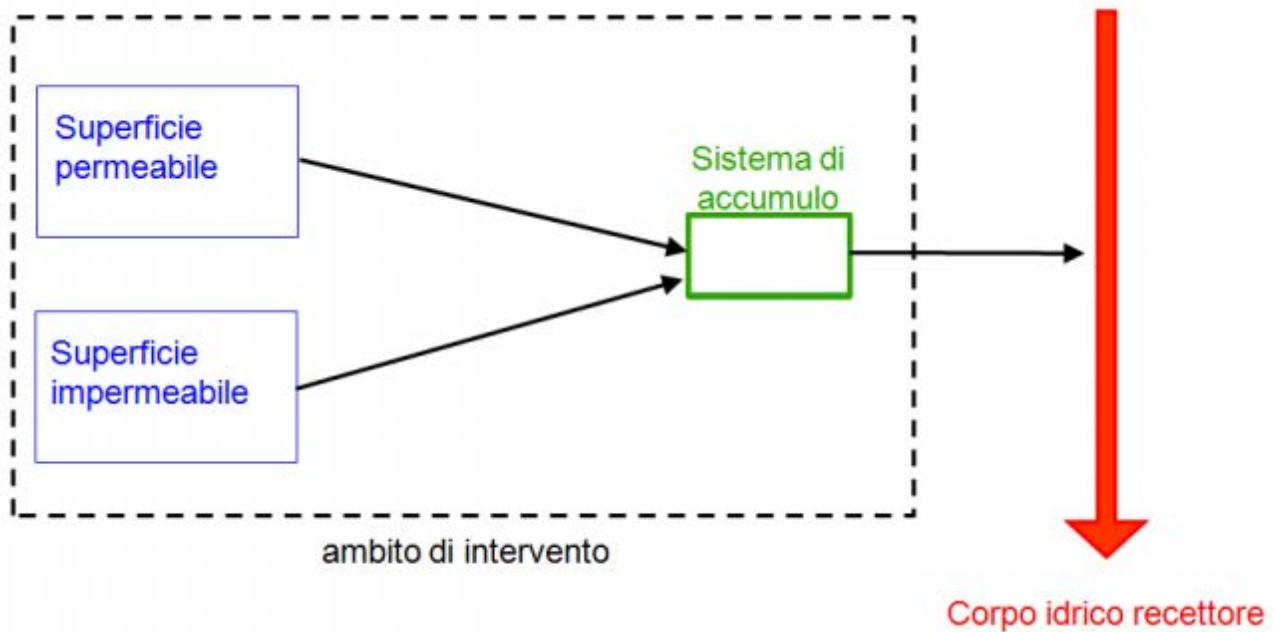 Superficie
permeabile
Sistema di
accumulo
Superficie
impermeabile
ambito di intervento
Corpo idrico recettore